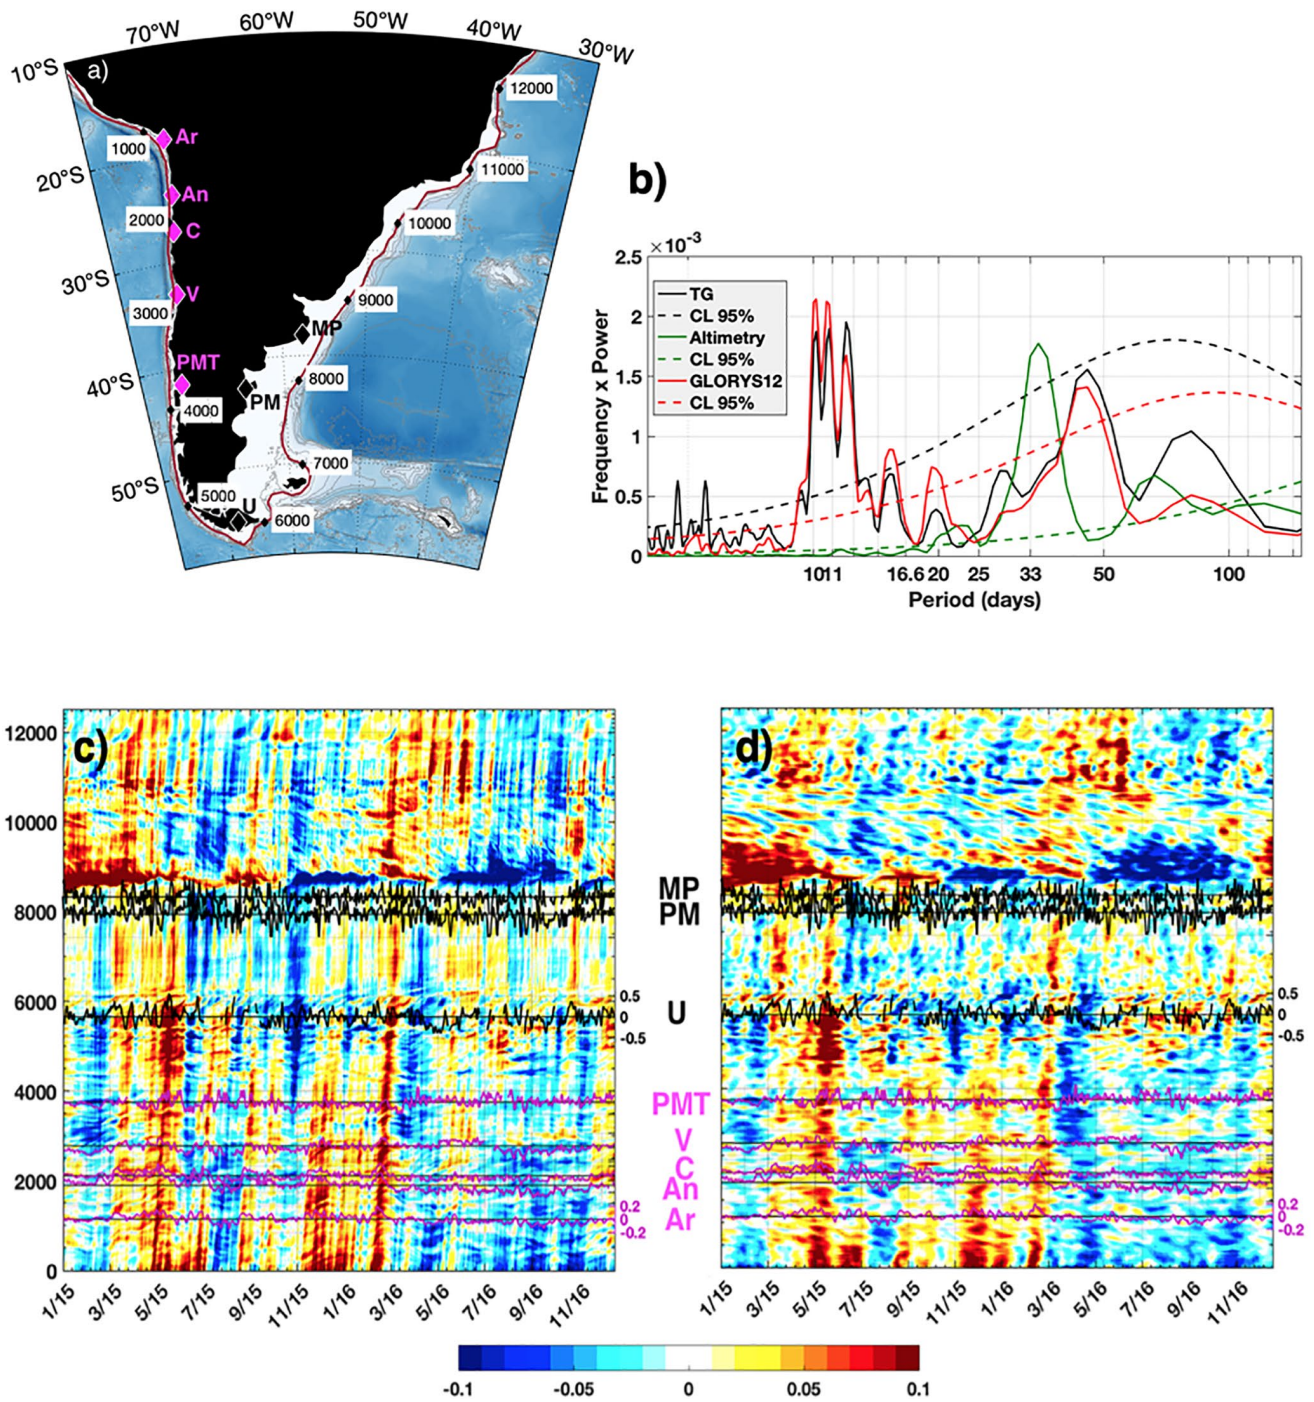 70°W 60°W 50°W 40°W 30°W
10°S
20°S
30°S
40°S
50°S
a)
12000
Ar
1000
11000
An
2000
C
10000
V
3000
9000
MP
PMT
8000
4000
PM
7000
5000
U
6000
b)
×10⁻³
2.5
2
1.5
1
0.5
0
Frequency x Power
TG
CL 95%
Altimetry
CL 95%
GLORYS12
CL 95%
10 11 16.6 20 25 33 50 100
Period (days)
c)
12000
10000
8000
6000
4000
2000
0
0.5
0
-0.5
0.2
0
-0.2
1/15 3/15 5/15 7/15 9/15 11/15 1/16 3/16 5/16 7/16 9/16 11/16
MP
PM
U
PMT
V
C
An
Ar
d)
0.5
0
-0.5
0.2
0
-0.2
1/15 3/15 5/15 7/15 9/15 11/15 1/16 3/16 5/16 7/16 9/16 11/16
-0.1 -0.05 0 0.05 0.1